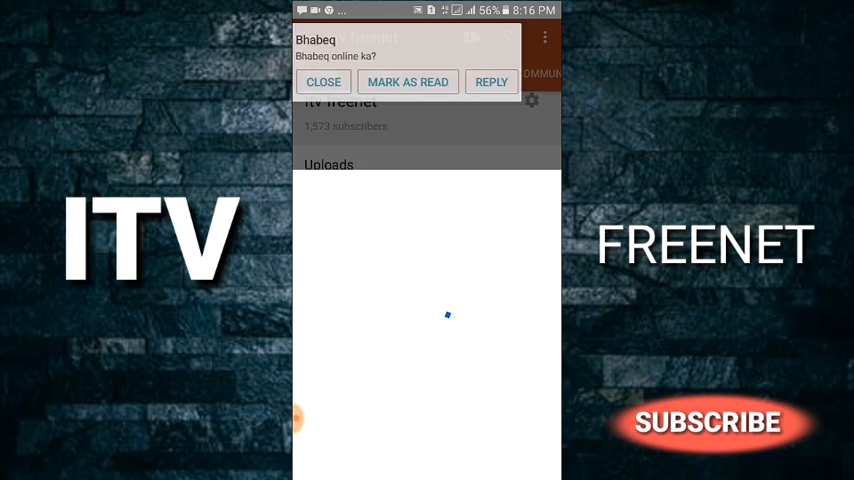 ... 56% 8:16 PM
Bhabeq
Bhabeq online ka?
CLOSE MARK AS READ REPLY
Itv freenet
1,573 subscribers
Uploads
ITV
FREENET
SUBSCRIBE